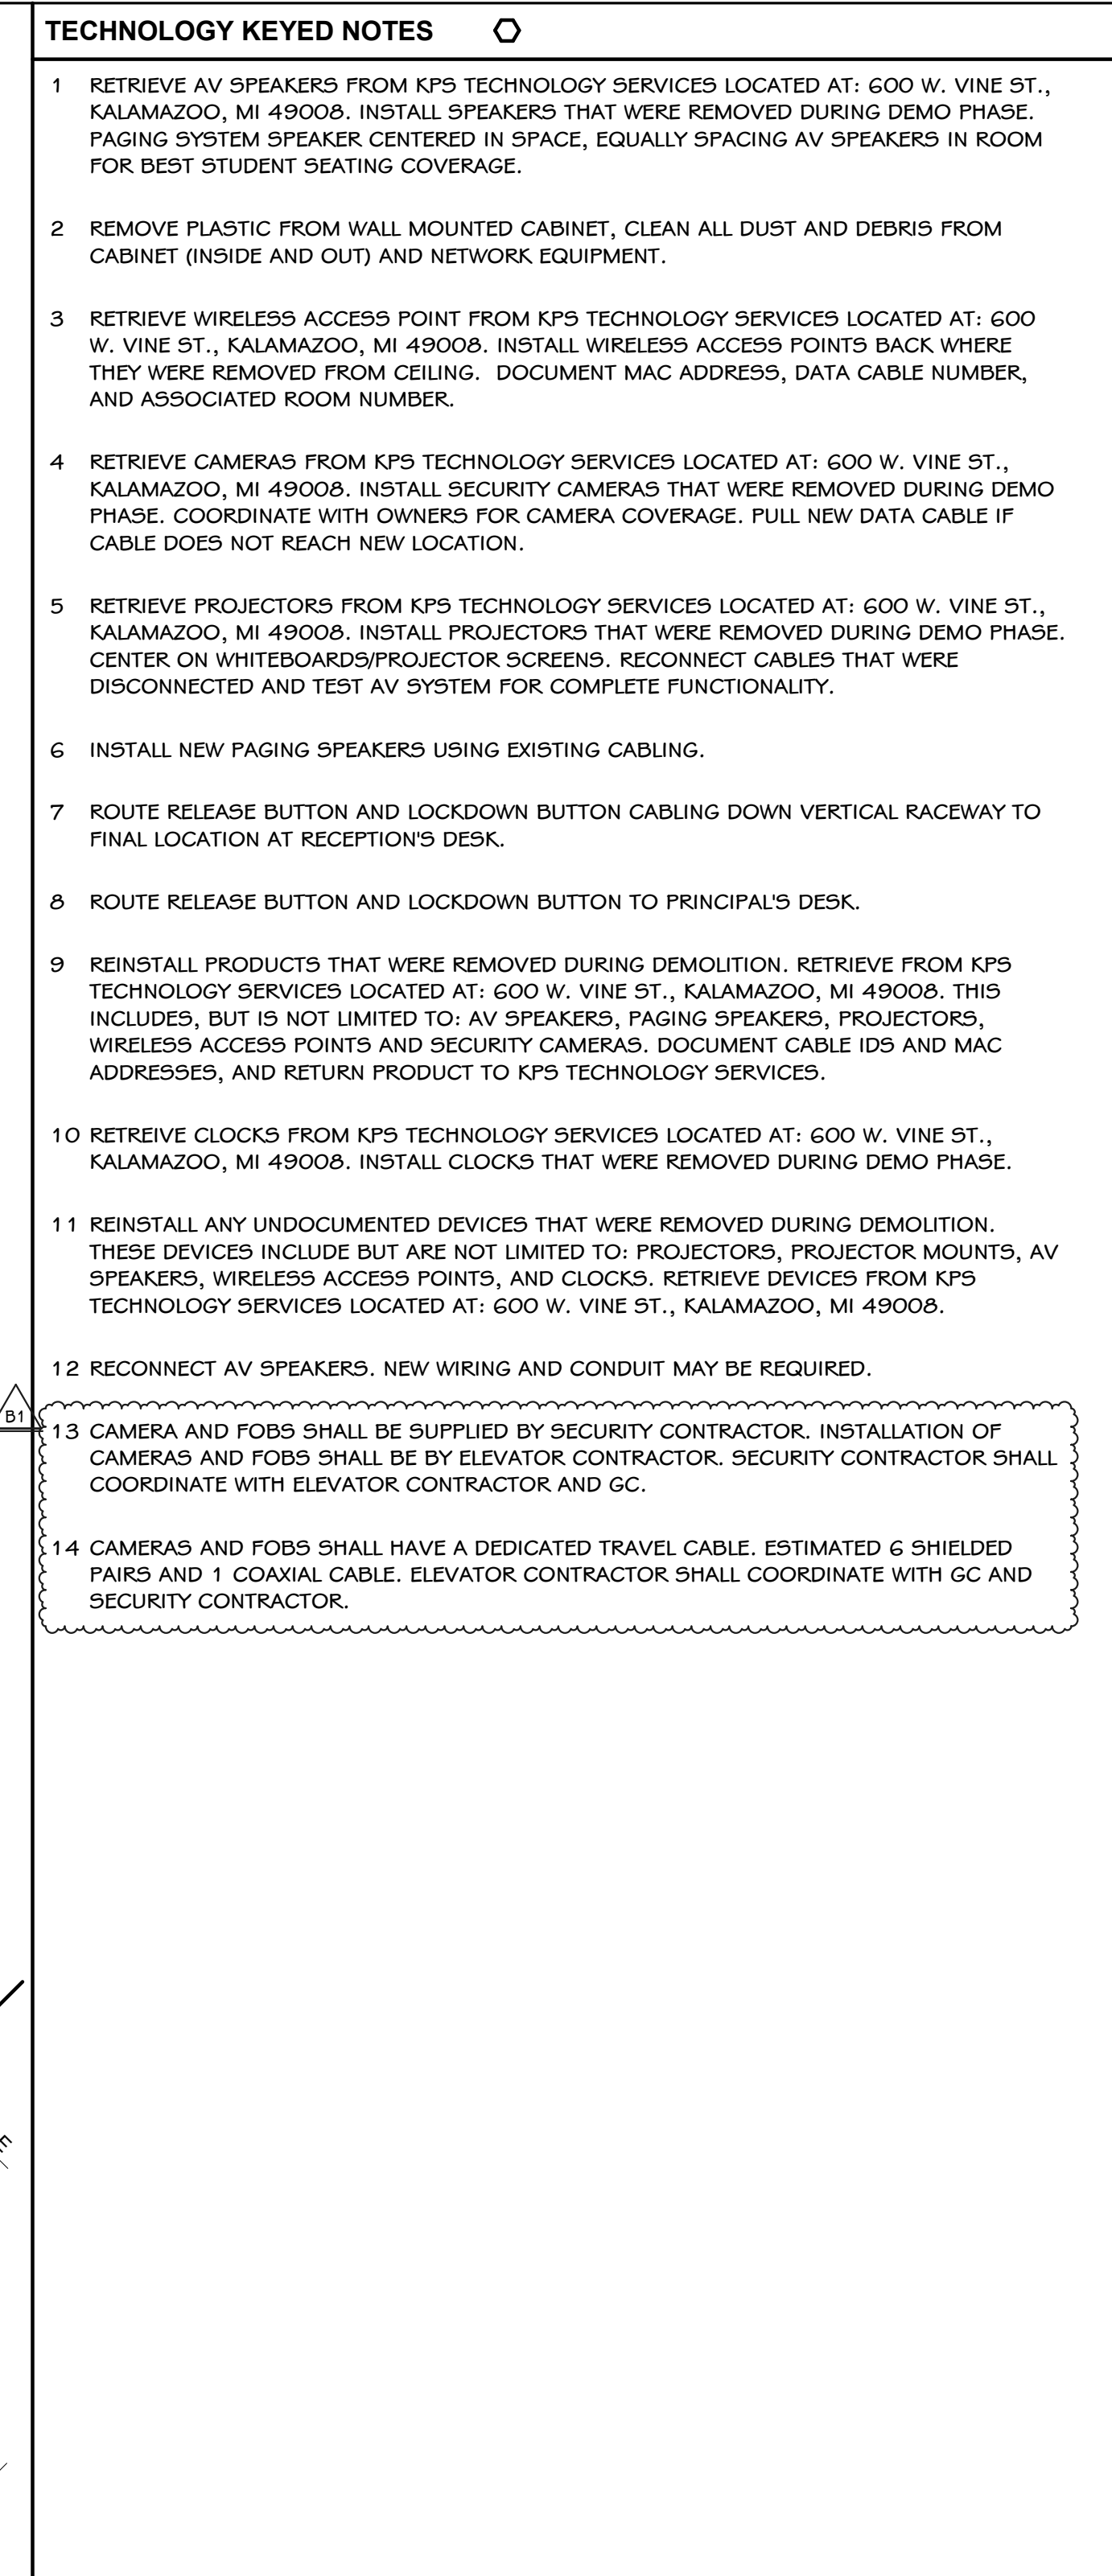 TECHNOLOGY KEYED NOTES
1 RETRIEVE AV SPEAKERS FROM KPS TECHNOLOGY SERVICES LOCATED AT: 600 W. VINE ST.,
KALAMAZOO, MI 49008. INSTALL SPEAKERS THAT WERE REMOVED DURING DEMO PHASE.
PAGING SYSTEM SPEAKER CENTERED IN SPACE, EQUALLY SPACING AV SPEAKERS IN ROOM
FOR BEST STUDENT SEATING COVERAGE.
2 REMOVE PLASTIC FROM WALL MOUNTED CABINET, CLEAN ALL DUST AND DEBRIS FROM
CABINET (INSIDE AND OUT) AND NETWORK EQUIPMENT.
3 RETRIEVE WIRELESS ACCESS POINT FROM KPS TECHNOLOGY SERVICES LOCATED AT: 600
W. VINE ST., KALAMAZOO, MI 49008. INSTALL WIRELESS ACCESS POINTS BACK WHERE
THEY WERE REMOVED FROM CEILING. DOCUMENT MAC ADDRESS, DATA CABLE NUMBER,
AND ASSOCIATED ROOM NUMBER.
4 RETRIEVE CAMERAS FROM KPS TECHNOLOGY SERVICES LOCATED AT: 600 W. VINE ST.,
KALAMAZOO, MI 49008. INSTALL SECURITY CAMERAS THAT WERE REMOVED DURING DEMO
PHASE. COORDINATE WITH OWNERS FOR CAMERA COVERAGE. PULL NEW DATA CABLE IF
CABLE DOES NOT REACH NEW LOCATION.
5 RETRIEVE PROJECTORS FROM KPS TECHNOLOGY SERVICES LOCATED AT: 600 W. VINE ST.,
KALAMAZOO, MI 49008. INSTALL PROJECTORS THAT WERE REMOVED DURING DEMO PHASE.
CENTER ON WHITEBOARDS/PROJECTOR SCREENS. RECONNECT CABLES THAT WERE
DISCONNECTED AND TEST AV SYSTEM FOR COMPLETE FUNCTIONALITY.
6 INSTALL NEW PAGING SPEAKERS USING EXISTING CABLING.
7 ROUTE RELEASE BUTTON AND LOCKDOWN BUTTON CABLING DOWN VERTICAL RACEWAY TO
FINAL LOCATION AT RECEPTION'S DESK.
8 ROUTE RELEASE BUTTON AND LOCKDOWN BUTTON TO PRINCIPAL'S DESK.
9 REINSTALL PRODUCTS THAT WERE REMOVED DURING DEMOLITION. RETRIEVE FROM KPS
TECHNOLOGY SERVICES LOCATED AT: 600 W. VINE ST., KALAMAZOO, MI 49008. THIS
INCLUDES, BUT IS NOT LIMITED TO: AV SPEAKERS, PAGING SPEAKERS, PROJECTORS,
WIRELESS ACCESS POINTS AND SECURITY CAMERAS. DOCUMENT CABLE IDS AND MAC
ADDRESSES, AND RETURN PRODUCT TO KPS TECHNOLOGY SERVICES.
10 RETREIVE CLOCKS FROM KPS TECHNOLOGY SERVICES LOCATED AT: 600 W. VINE ST.,
KALAMAZOO, MI 49008. INSTALL CLOCKS THAT WERE REMOVED DURING DEMO PHASE.
11 REINSTALL ANY UNDOCUMENTED DEVICES THAT WERE REMOVED DURING DEMOLITION.
THESE DEVICES INCLUDE BUT ARE NOT LIMITED TO: PROJECTORS, PROJECTOR MOUNTS, AV
SPEAKERS, WIRELESS ACCESS POINTS, AND CLOCKS. RETRIEVE DEVICES FROM KPS
TECHNOLOGY SERVICES LOCATED AT: 600 W. VINE ST., KALAMAZOO, MI 49008.
12 RECONNECT AV SPEAKERS. NEW WIRING AND CONDUIT MAY BE REQUIRED.
B1
13 CAMERA AND FOBS SHALL BE SUPPLIED BY SECURITY CONTRACTOR. INSTALLATION OF
CAMERAS AND FOBS SHALL BE BY ELEVATOR CONTRACTOR. SECURITY CONTRACTOR SHALL
COORDINATE WITH ELEVATOR CONTRACTOR AND GC.
14 CAMERAS AND FOBS SHALL HAVE A DEDICATED TRAVEL CABLE. ESTIMATED 6 SHIELDED
PAIRS AND 1 COAXIAL CABLE. ELEVATOR CONTRACTOR SHALL COORDINATE WITH GC AND
SECURITY CONTRACTOR.
E